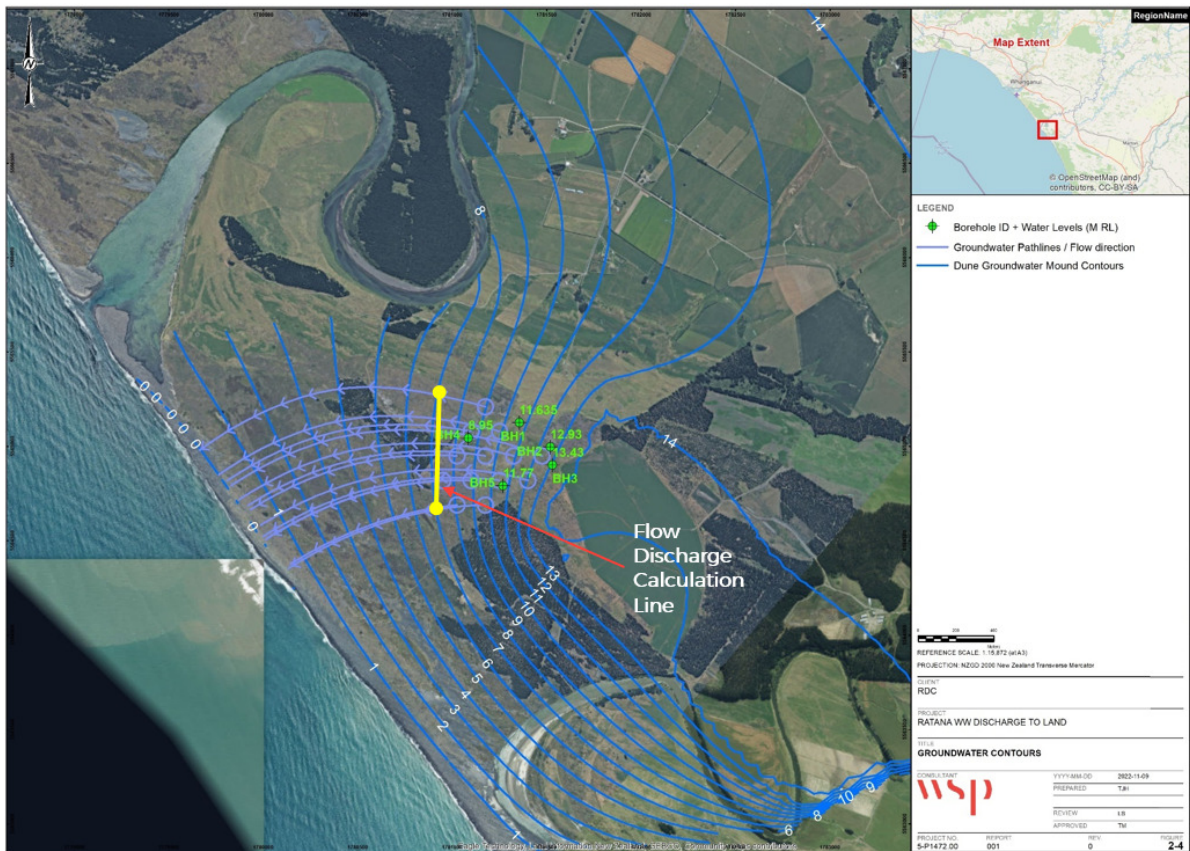 RegionName
Map Extent
Whanganui
© OpenStreetMap (and)
contributors, CC-BY-SA
LEGEND
Borehole ID + Water Levels (M RL)
Groundwater Pathlines / Flow direction
Dune Groundwater Mound Contours
N
14
8
11.635
8.95
BH4
BH1
12.93
BH2
13.43
BH3
11.77
BH5
14
0
0
0
0
0
0
1
Flow
Discharge
Calculation
Line
13
12
11
10
9
8
7
6
5
4
3
2
1
1
6
8
10
9
REFERENCE SCALE: 1:15,872 (at A3)
PROJECTION: NZGD 2000 New Zealand Transverse Mercator
CLIENT
RDC
PROJECT
RATANA WW DISCHARGE TO LAND
TITLE
GROUNDWATER CONTOURS
CONSULTANT
wsp
YYYY-MM-DD 2022-11-09
PREPARED TJH
REVIEW
APPROVED TM
PROJECT NO. REPORT REV. FIGURE
5-P1472.00 001 0 2-4